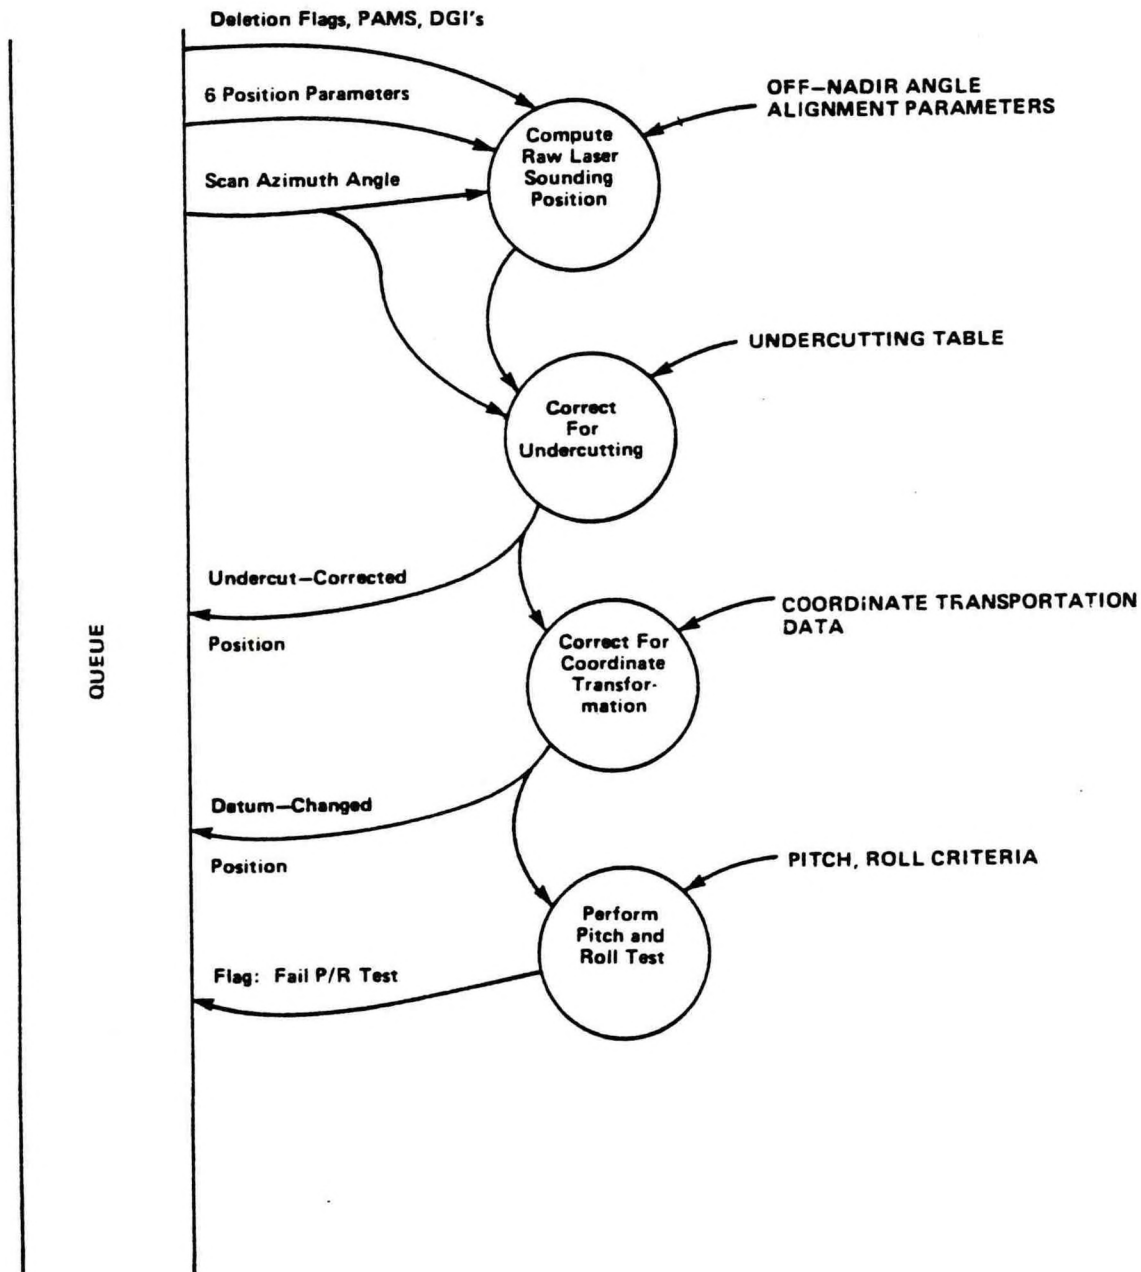 Deletion Flags, PAMS, DGI's
6 Position Parameters
Scan Azimuth Angle
OFF—NADIR ANGLE
ALIGNMENT PARAMETERS
Compute
Raw Laser
Sounding
Position
UNDERCUTTING TABLE
Correct
For
Undercutting
Undercut—Corrected
Position
COORDINATE TRANSPORTATION
DATA
Correct For
Coordinate
Transfor-
mation
QUEUE
Datum—Changed
Position
PITCH, ROLL CRITERIA
Perform
Pitch and
Roll Test
Flag: Fail P/R Test